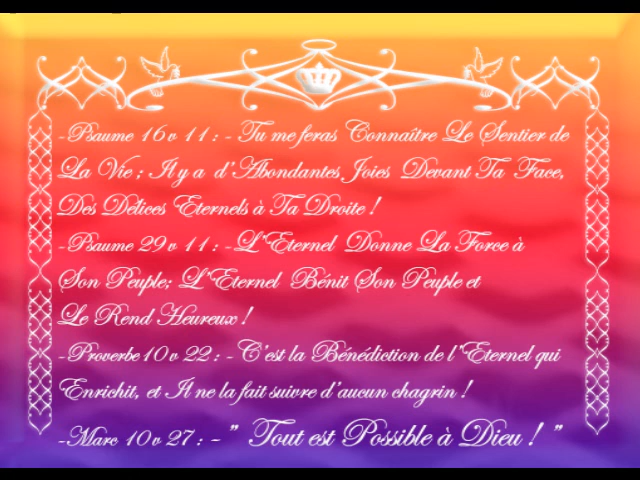 -Psaume 16 v 11 : - Tu me feras Connaître Le Sentier de
La Vie ; Il y a d'Abondantes Joies Devant Ta Face,
Des Délices Eternels à Ta Droite !
-Psaume 29 v 11 : -L'Eternel Donne La Force à
Son Peuple; L'Eternel Bénit Son Peuple et
Le Rend Heureux !
-Proverbe 10 v 22 : - C'est la Bénédiction de l'Eternel qui
Enrichit, et Il ne la fait suivre d'aucun chagrin !
-Marc 10 v 27 : - " Tout est Possible à Dieu ! "